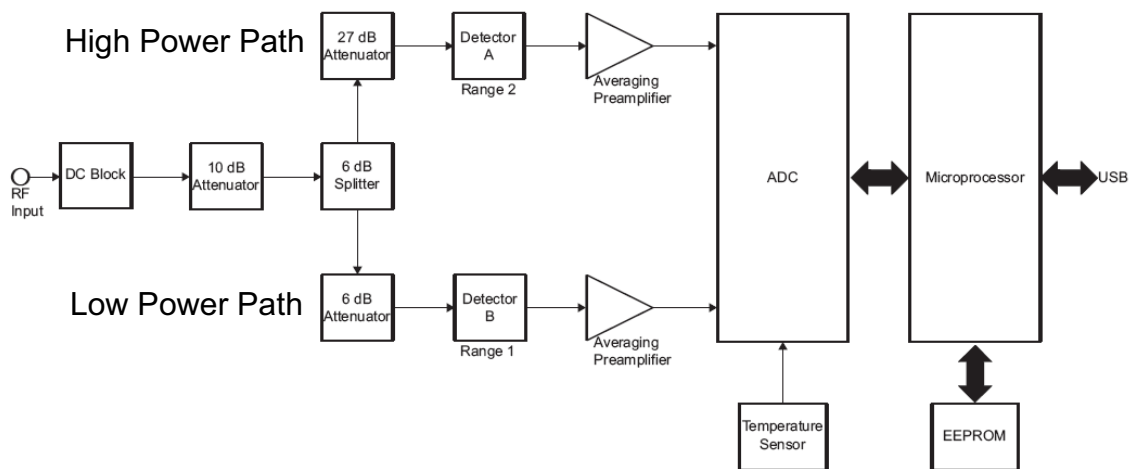 High Power Path
27 dB
Attenuator
Detector
A
Range 2
Averaging
Preamplifier
RF
Input
DC Block
10 dB
Attenuator
6 dB
Splitter
ADC
Microprocessor
USB
Low Power Path
6 dB
Attenuator
Detector
B
Range 1
Averaging
Preamplifier
Temperature
Sensor
EEPROM